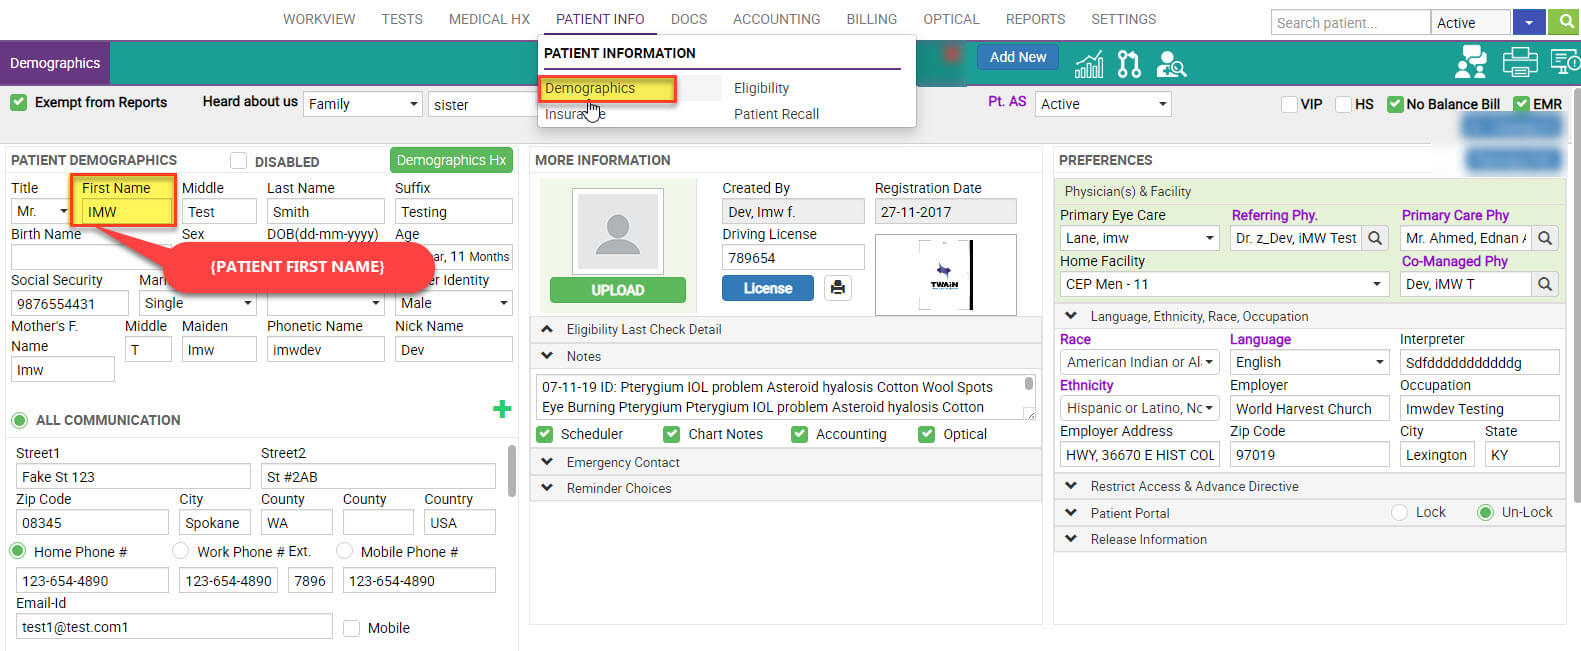 WORKVIEW TESTS MEDICAL HX PATIENT INFO DOCS ACCOUNTING BILLING OPTICAL REPORTS SETTINGS Search patient... Active
PATIENT INFORMATION
Demographics Add New
Demographics Eligibility
Insura e Patient Recall
Exempt from Reports Heard about us Family sister Pt. AS Active VIP HS No Balance Bill EMR
PATIENT DEMOGRAPHICS DISABLED Demographics Hx
Title First Name Middle Last Name Suffix
Mr. IMW Test Smith Testing
Birth Name Sex DOB(dd-mm-yyyy) Age
ar, 11 Months
{PATIENT FIRST NAME}
Social Security Mar er Identity
9876554431 Single Male
Mother's F. Name Middle Maiden Phonetic Name Nick Name
Imw T Imw imwdev Dev
ALL COMMUNICATION
Street1 Street2
Fake St 123 St #2AB
Zip Code City County County Country
08345 Spokane WA USA
Home Phone # Work Phone # Ext. Mobile Phone #
123-654-4890 123-654-4890 7896 123-654-4890
Email-Id
test1@test.com1 Mobile
MORE INFORMATION
Created By Registration Date
Dev, Imw f. 27-11-2017
Driving License
789654
TWAIN
UPLOAD License
Eligibility Last Check Detail
Notes
07-11-19 ID: Pterygium IOL problem Asteroid hyalosis Cotton Wool Spots
Eye Burning Pterygium Pterygium IOL problem Asteroid hyalosis Cotton
Scheduler Chart Notes Accounting Optical
Emergency Contact
Reminder Choices
PREFERENCES
Physician(s) & Facility
Primary Eye Care Referring Phy. Primary Care Phy
Lane, imw Dr. z_Dev, iMW Test Mr. Ahmed, Ednan A
Home Facility Co-Managed Phy
CEP Men - 11 Dev, iMW T
Language, Ethnicity, Race, Occupation
Race Language Interpreter
American Indian or Al English Sdfdddddddddddg
Ethnicity Employer Occupation
Hispanic or Latino, Nc World Harvest Church Imwdev Testing
Employer Address Zip Code City State
HWY, 36670 E HIST COL 97019 Lexington KY
Restrict Access & Advance Directive
Patient Portal Lock Un-Lock
Release Information